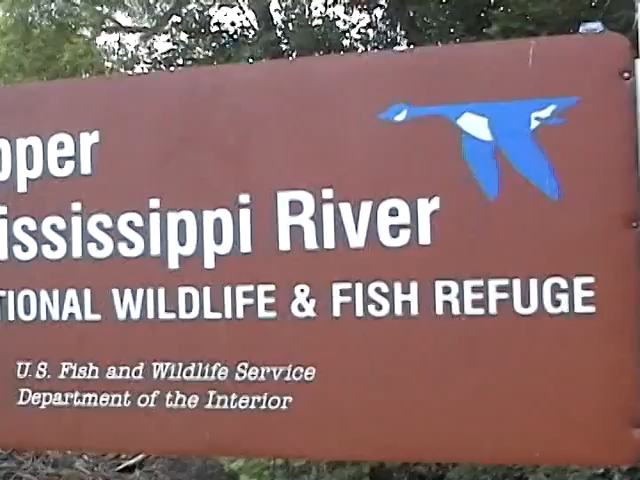 pper
ississippi River
TIONAL WILDLIFE & FISH REFUGE
U.S. Fish and Wildlife Service
Department of the Interior